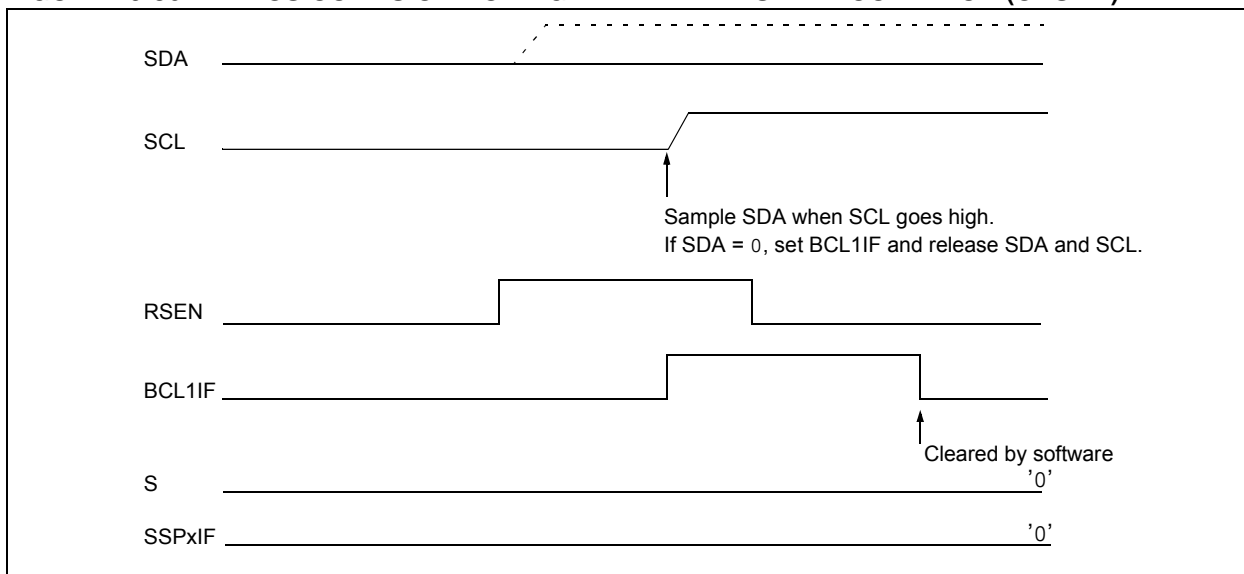 SDA
SCL
Sample SDA when SCL goes high.
If SDA = 0, set BCL1IF and release SDA and SCL.
RSEN
BCL1IF
Cleared by software
S
'0'
SSPxIF
'0'